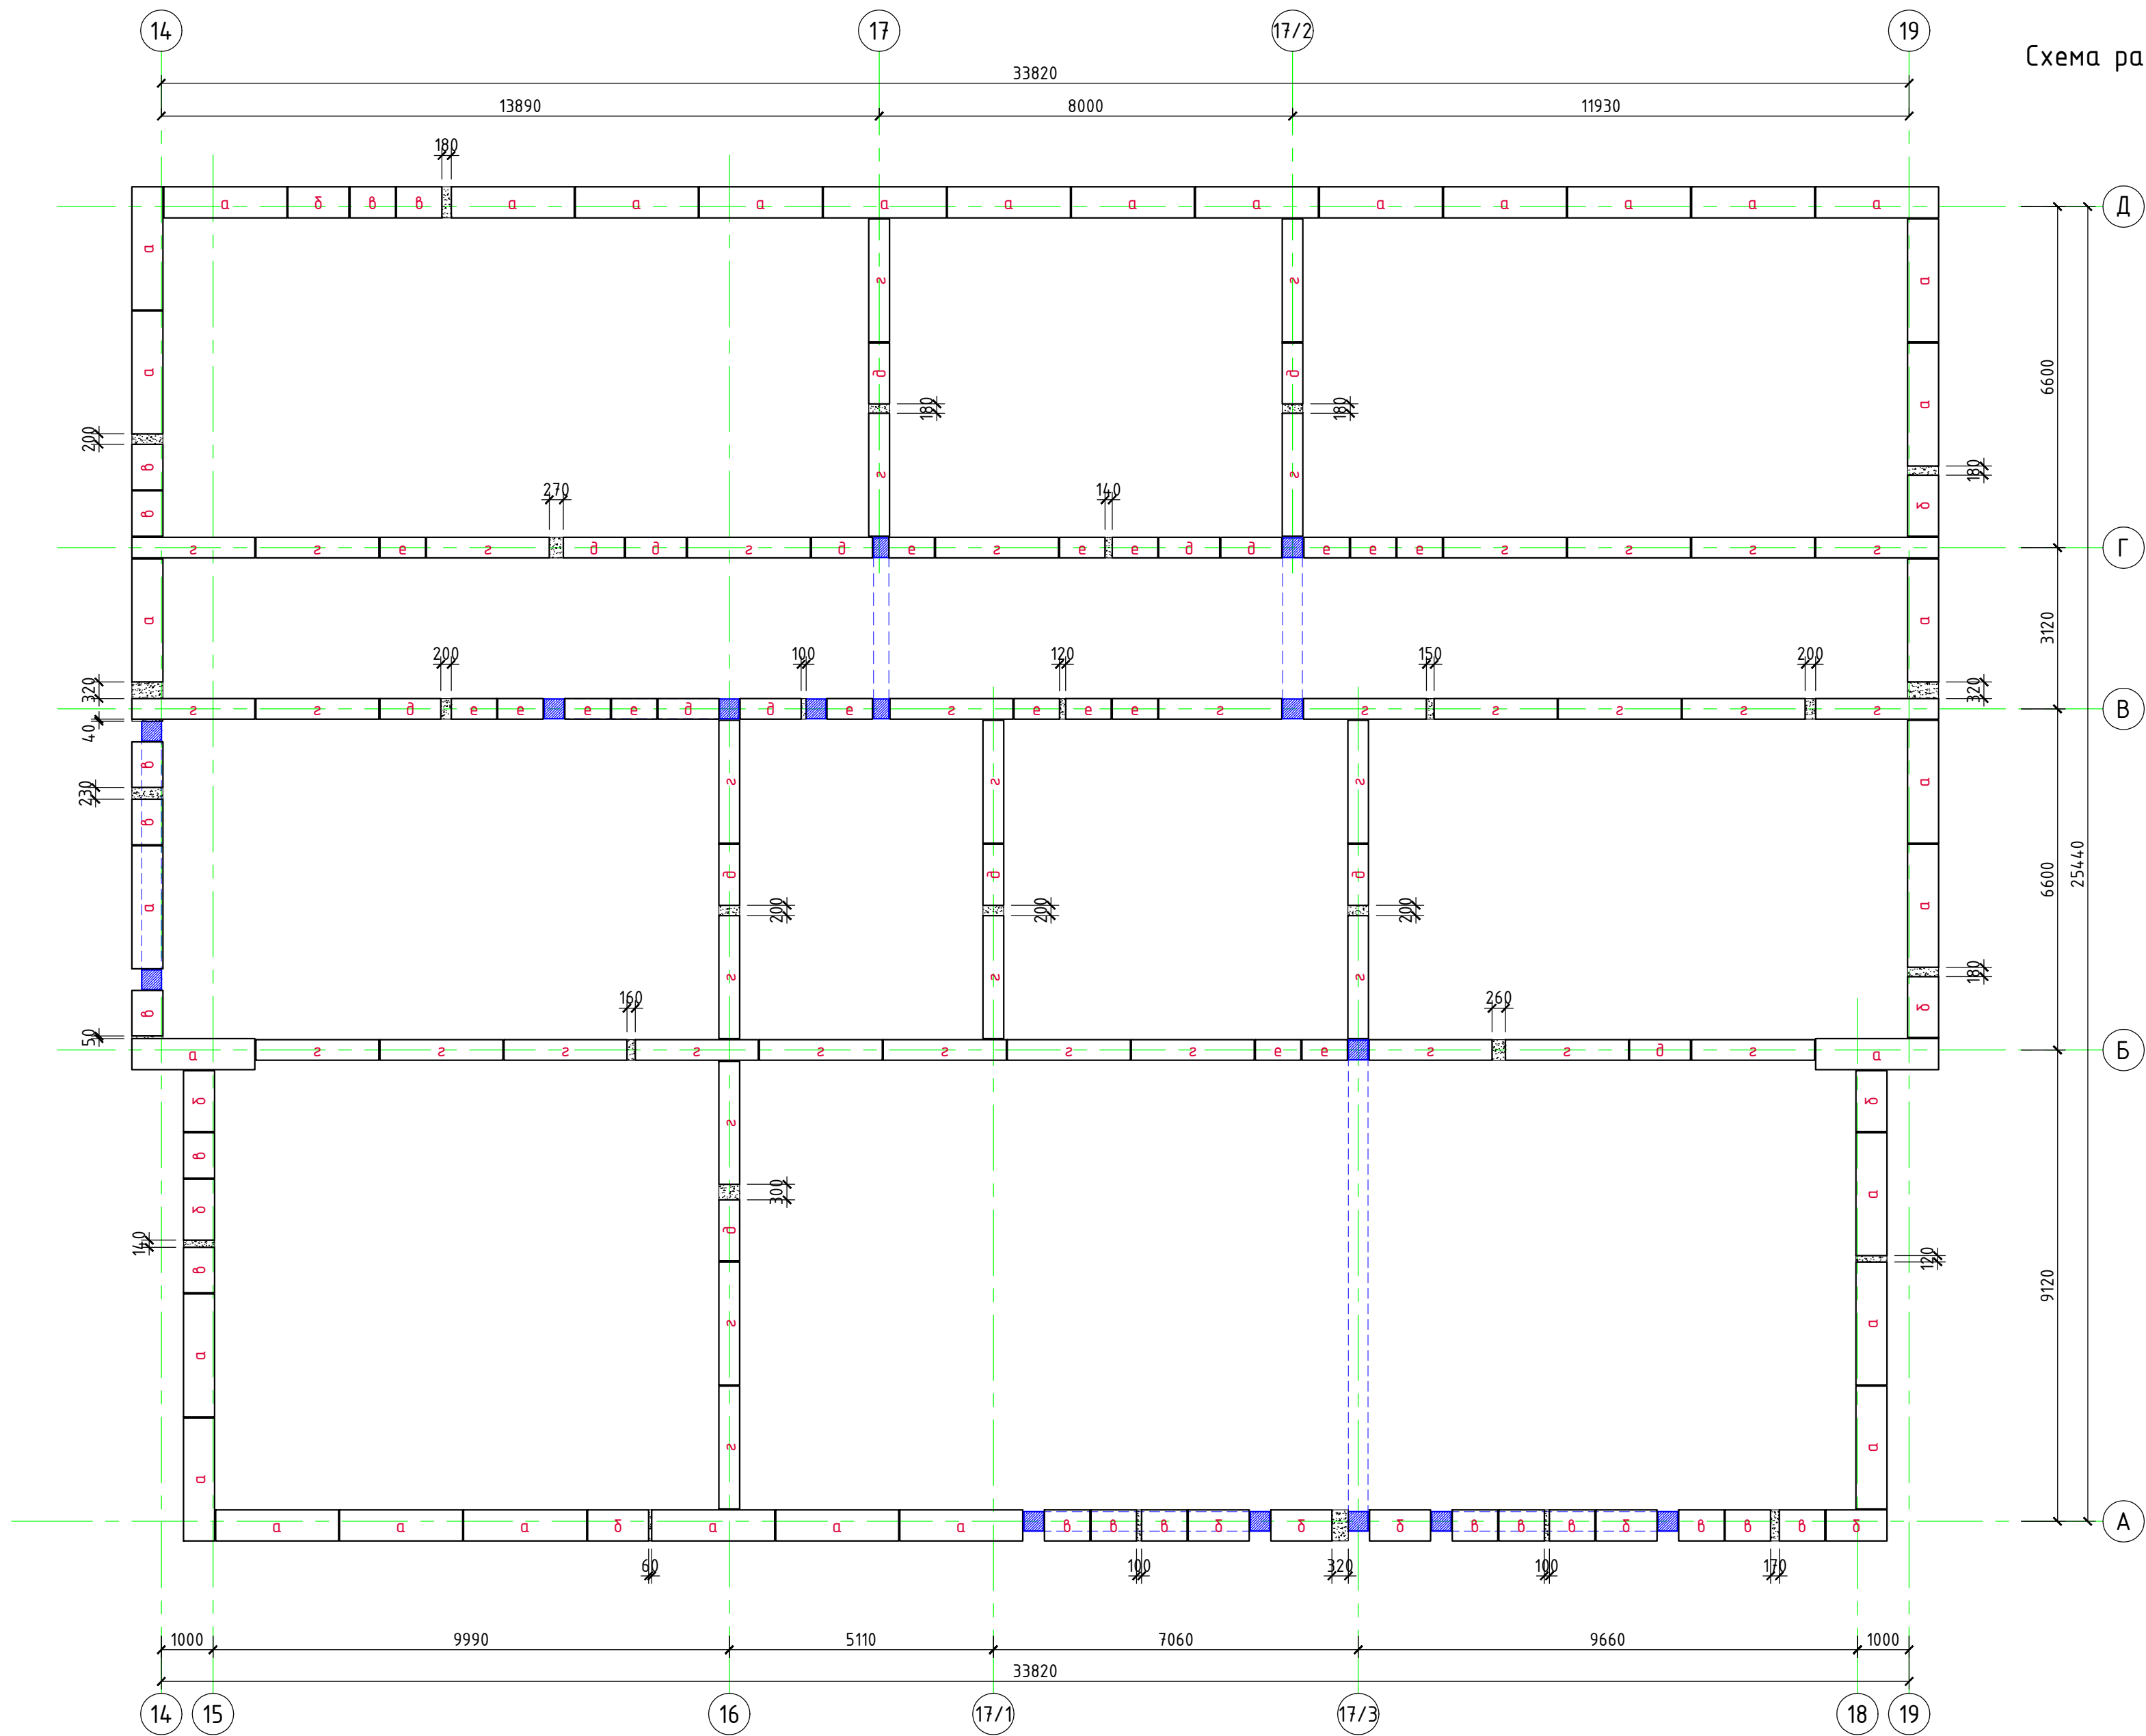 14
17
17/2
19
Схема ра
33820
13890
8000
11930
180
а б в в а а а а а а а а а а а а
Д
а
г
г
а
6600
а
д
д
а
180
180
200
180
в
г
г
270
140
в
б
г г е г д д г д е г е е д д е е е г г г г
Г
а
а
3120
200
100
120
150
200
320
320
г г д е е е е д д е г е е е г г г г г г
В
40
в
г
г
г
а
230
в
6600
25440
д
д
д
а
а
200
200
200
г
г
г
180
160
260
в
б
50
а г г г г г г г г е е г г д г а
Б
б
г
б
в
а
300
б
д
140
120
в
9120
а
г
а
а
г
а
а а а б а а а в в в б б б в в в б в в в б
А
60
100
320
100
170
1000
9990
5110
7060
9660
1000
33820
14
15
16
17/1
17/3
18
19